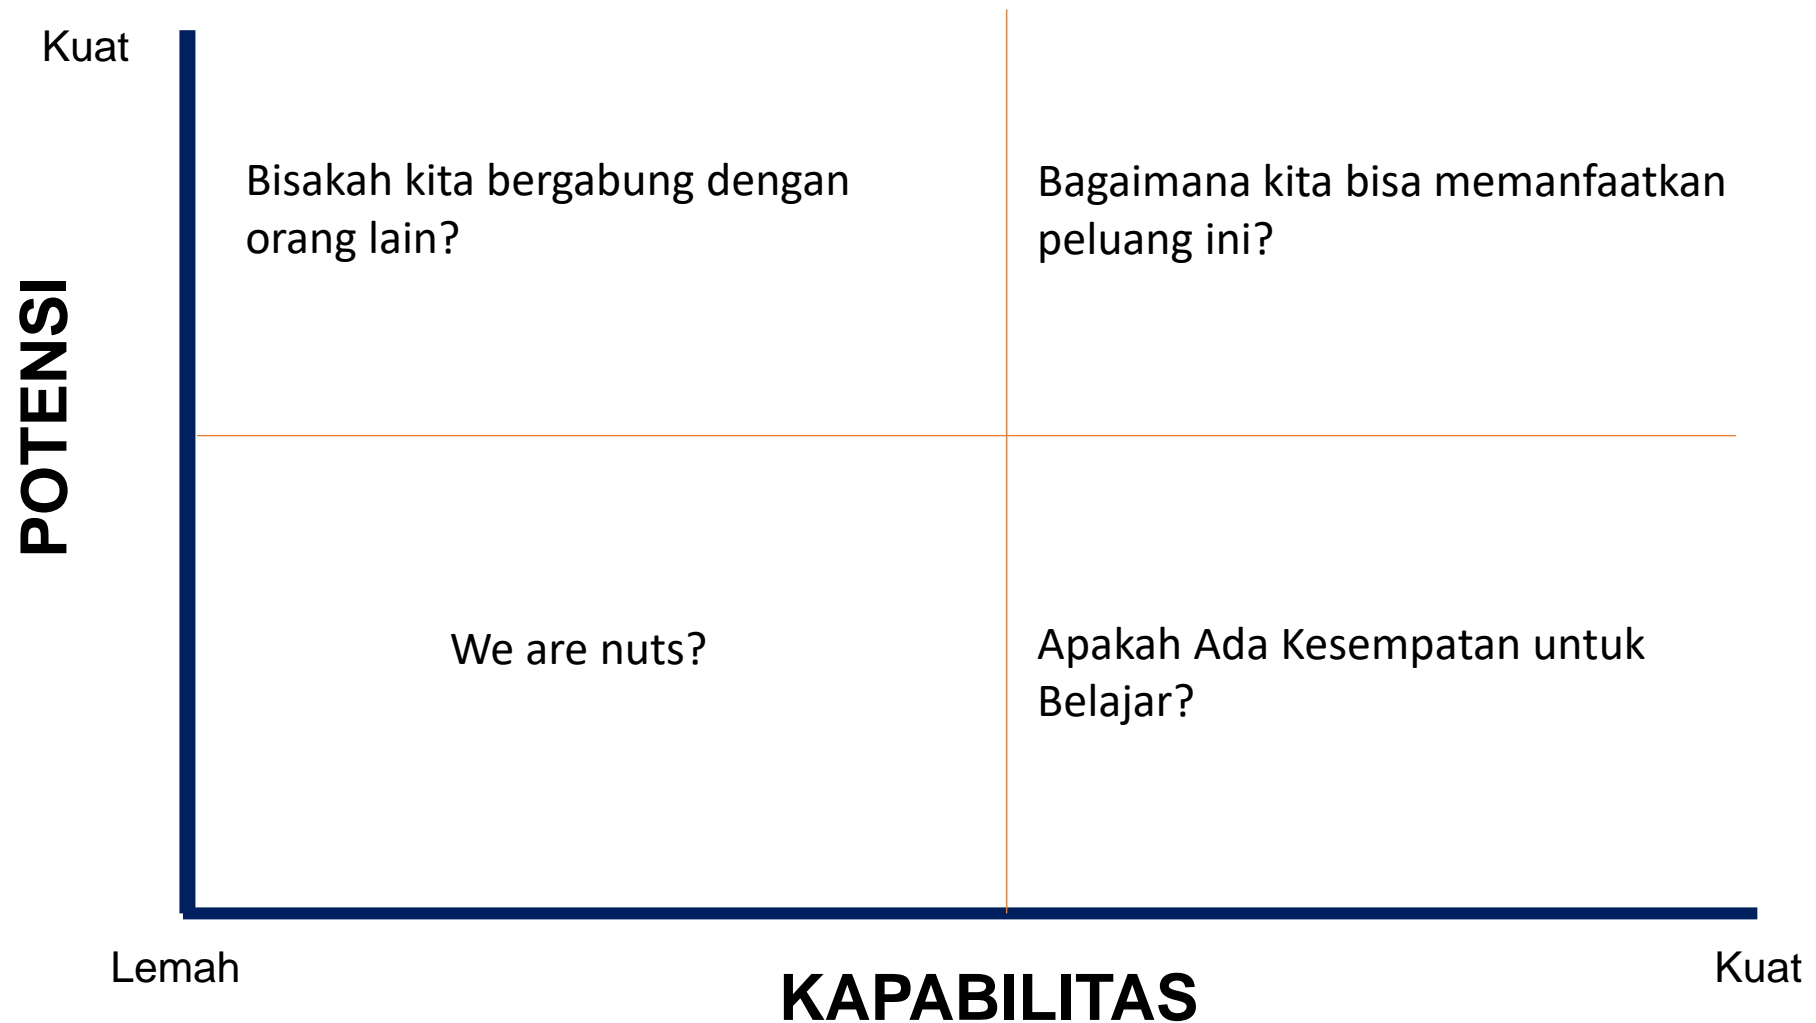 Kuat
Bisakah kita bergabung dengan
orang lain?
Bagaimana kita bisa memanfaatkan
peluang ini?
POTENSI
We are nuts?
Apakah Ada Kesempatan untuk
Belajar?
Lemah
KAPABILITAS
Kuat